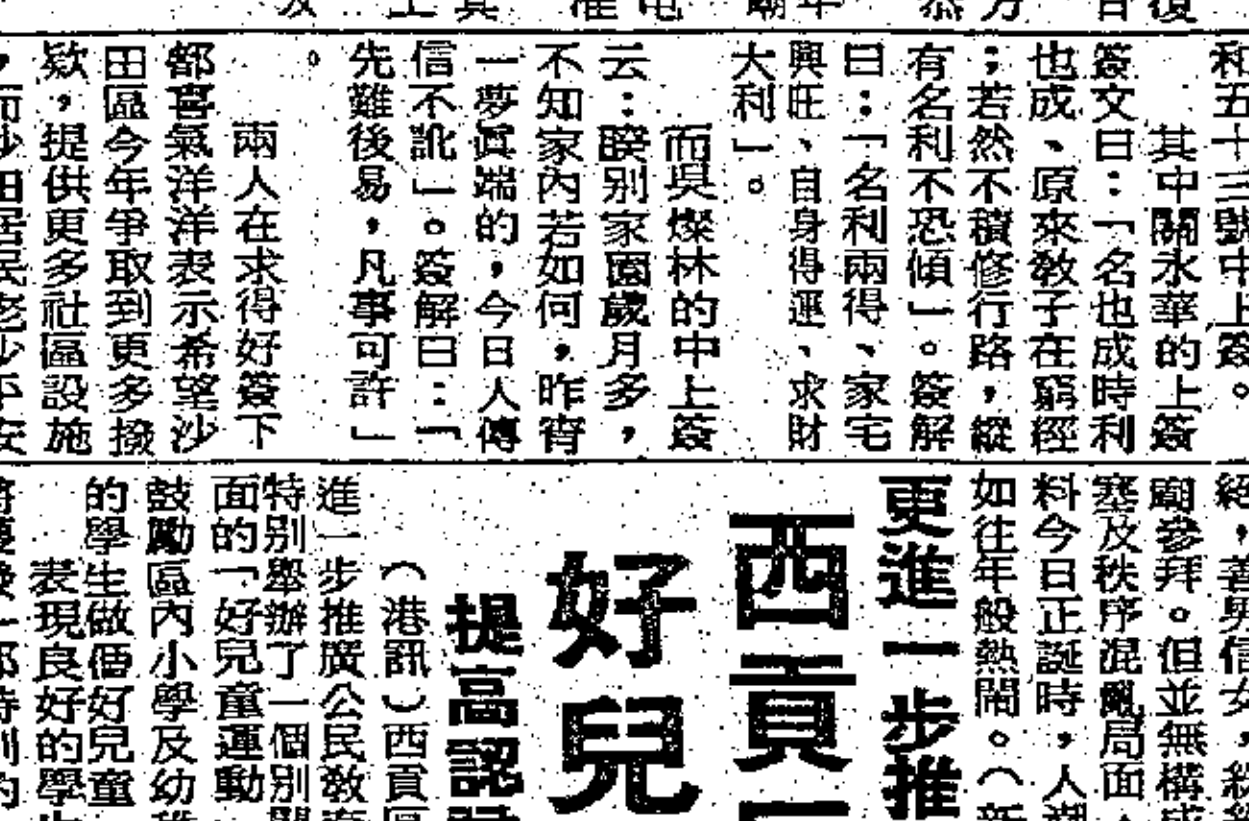 和五十三號中上簽。
其中關永華的上簽
簽文曰：「名也成時利
也成、原來教子在窮經
；若然不積修行路，縱
有名利不恐傾」。簽解
曰：「名利兩得、家宅
興旺、自身得運、求財
大利」。
而吳燦林的中上簽
云：睽别家園歲月多，
不知家內若如何，昨宵
一夢眞端的，今日人傳
信不訛」。簽解曰：「
先難後易，凡事可許」
。
兩人在求得好簽下
都喜氣洋洋表示希望沙
田區今年爭取到更多撥
欵，提供更多社區設施
，而沙田居民老少平安
善男信女，
廟參拜。但並無構成
塞及秩序混亂局面，
料今日正誕時，人潮
如往年般熱鬧。（新
更進一步推
西貢
好兒
提高認識
（港訊）西貢區
進一步推廣公民教育
特别舉辦了一個別開
面的「好兒童運動
鼓勵區內小學及幼稚
的學生做個好兒童
表現良好的學生